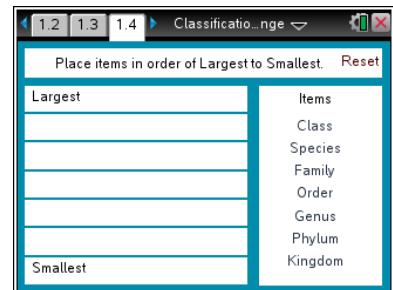 1.2 1.3 1.4 Classificatio...nge
Place items in order of Largest to Smallest. Reset
Largest
Smallest
Items
Class
Species
Family
Order
Genus
Phylum
Kingdom